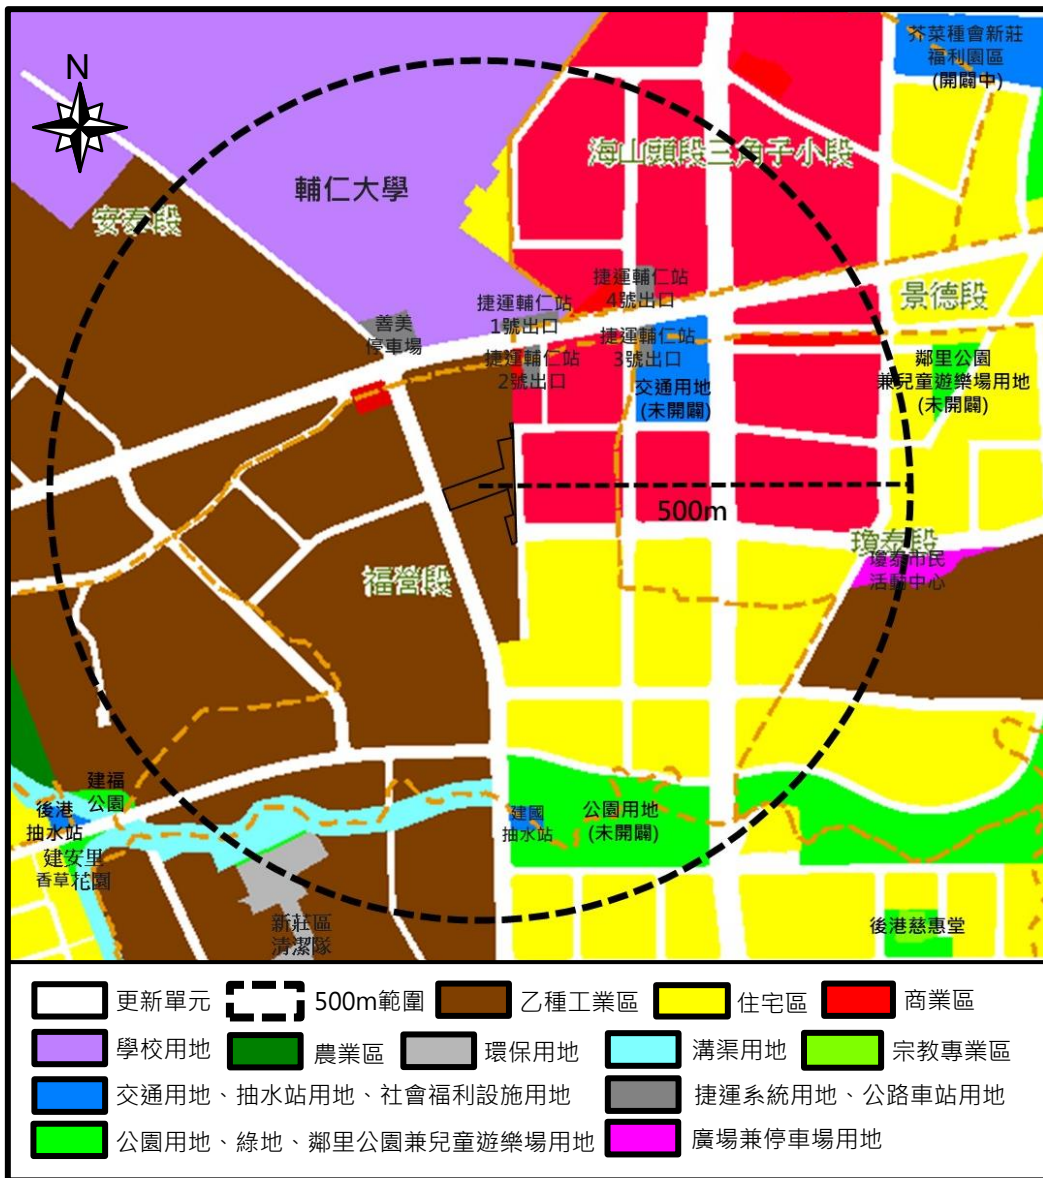 芥菜種會新莊
福利園區
(開闢中)
N
海山頭段三角子小段
輔仁大學
安泰段
捷運輔仁站
4號出口
景德段
捷運輔仁站
1號出口
善美
停車場
捷運輔仁站
3號出口
捷運輔仁站
2號出口
鄰里公園
兼兒童遊樂場用地
(未開闢)
交通用地
(未開闢)
500m
瓊泰段
瓊泰市民
活動中心
福營段
建福
公園
後港
抽水站
建國
抽水站
公園用地
(未開闢)
建安里
香草花園
新莊區
清潔隊
後港慈惠堂
更新單元
500m範圍
乙種工業區
住宅區
商業區
學校用地
農業區
環保用地
溝渠用地
宗教專業區
交通用地、抽水站用地、社會福利設施用地
捷運系統用地、公路車站用地
公園用地、綠地、鄰里公園兼兒童遊樂場用地
廣場兼停車場用地